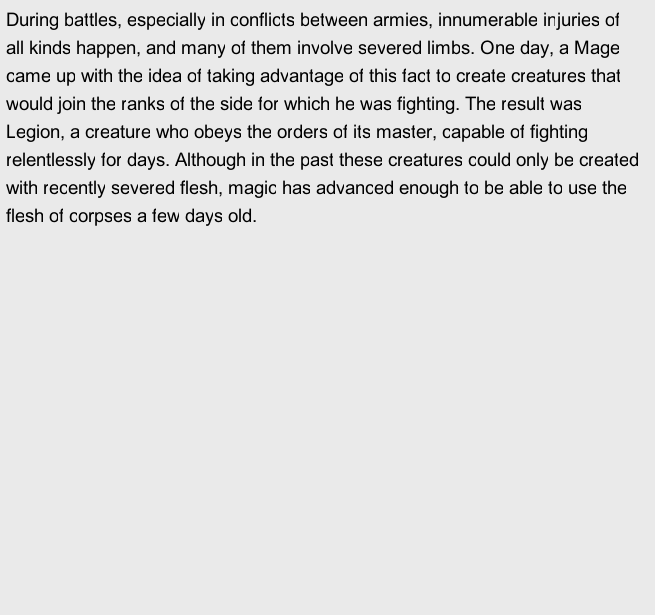 During battles, especially in conflicts between armies, innumerable injuries of
all kinds happen, and many of them involve severed limbs. One day, a Mage
came up with the idea of taking advantage of this fact to create creatures that
would join the ranks of the side for which he was fighting. The result was
Legion, a creature who obeys the orders of its master, capable of fighting
relentlessly for days. Although in the past these creatures could only be created
with recently severed flesh, magic has advanced enough to be able to use the
flesh of corpses a few days old.